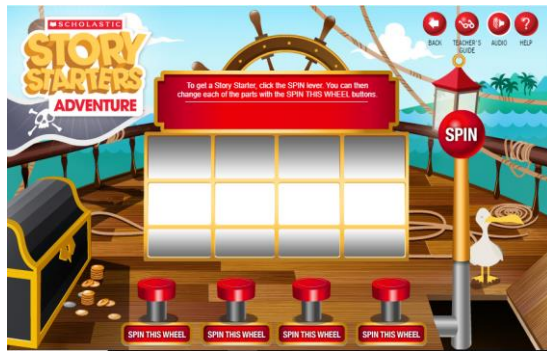 SCHOLASTIC
STORY
STARTERS
ADVENTURE
BACK
TEACHER'S
GUIDE
AUDIO
HELP
To get a Story Starter, click the SPIN lever. You can then
change each of the parts with the SPIN THIS WHEEL buttons.
SPIN
SPIN THIS WHEEL
SPIN THIS WHEEL
SPIN THIS WHEEL
SPIN THIS WHEEL